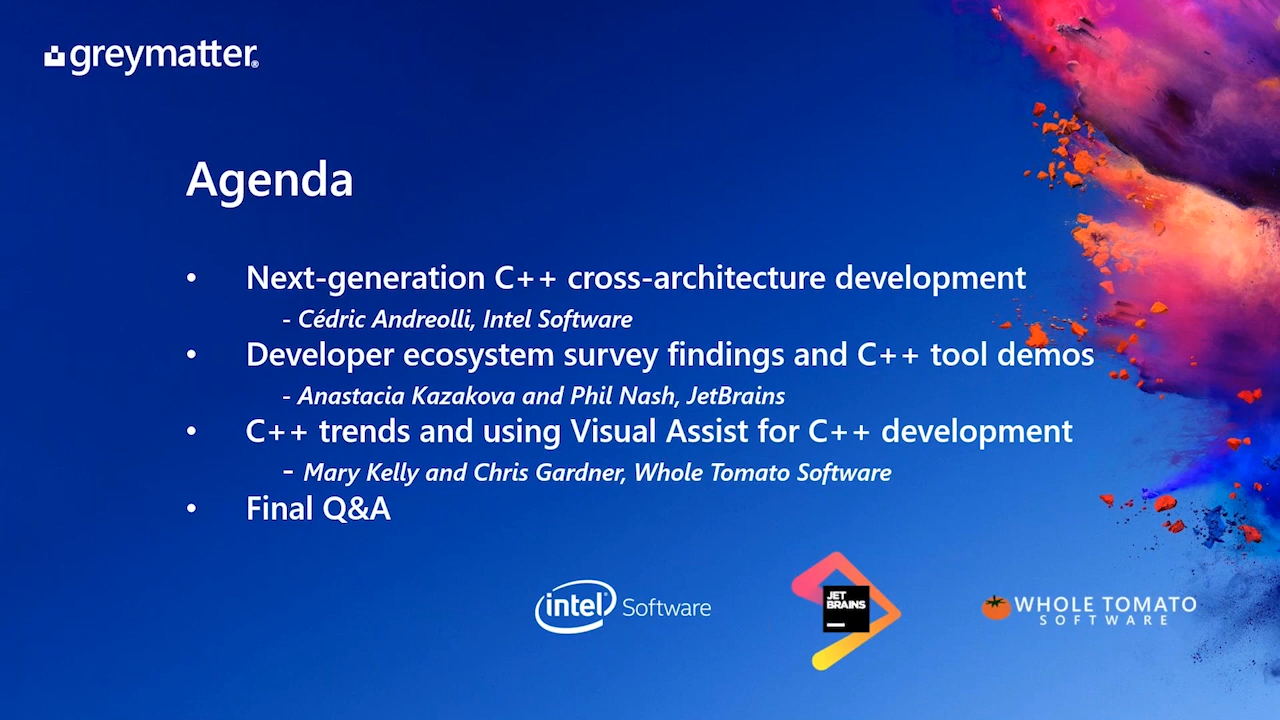 greymatter®
Agenda
• Next-generation C++ cross-architecture development
- Cédric Andreolli, Intel Software
• Developer ecosystem survey findings and C++ tool demos
- Anastacia Kazakova and Phil Nash, JetBrains
• C++ trends and using Visual Assist for C++ development
- Mary Kelly and Chris Gardner, Whole Tomato Software
• Final Q&A
intel® Software
JET
BRAINS
WHOLE TOMATO
SOFTWARE